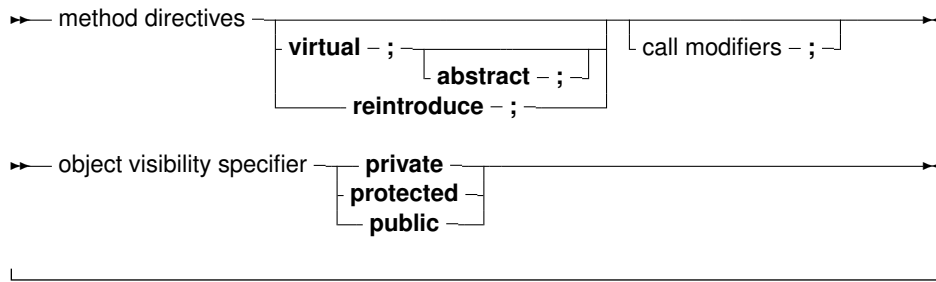 method directives
virtual ; call modifiers ;
abstract ;
reintroduce ;
object visibility specifier private
protected
public